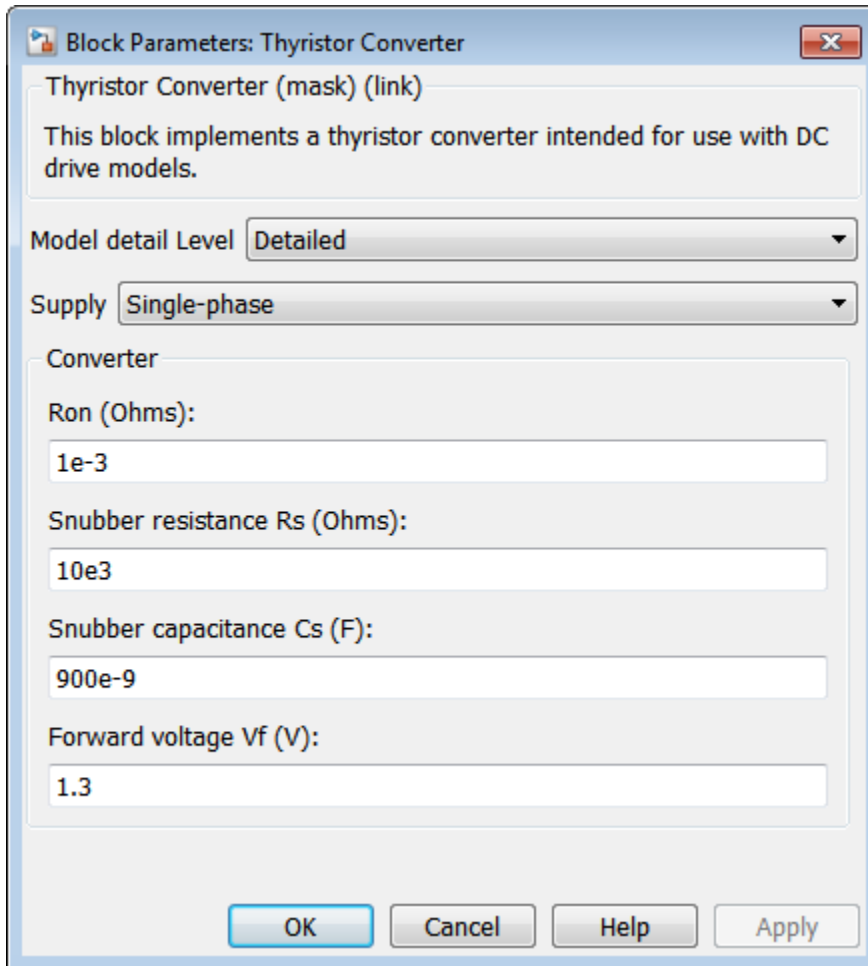 Block Parameters: Thyristor Converter
Thyristor Converter (mask) (link)
This block implements a thyristor converter intended for use with DC
drive models.
Model detail Level Detailed
Supply Single-phase
Converter
Ron (Ohms):
1e-3
Snubber resistance Rs (Ohms):
10e3
Snubber capacitance Cs (F):
900e-9
Forward voltage Vf (V):
1.3
OK Cancel Help Apply